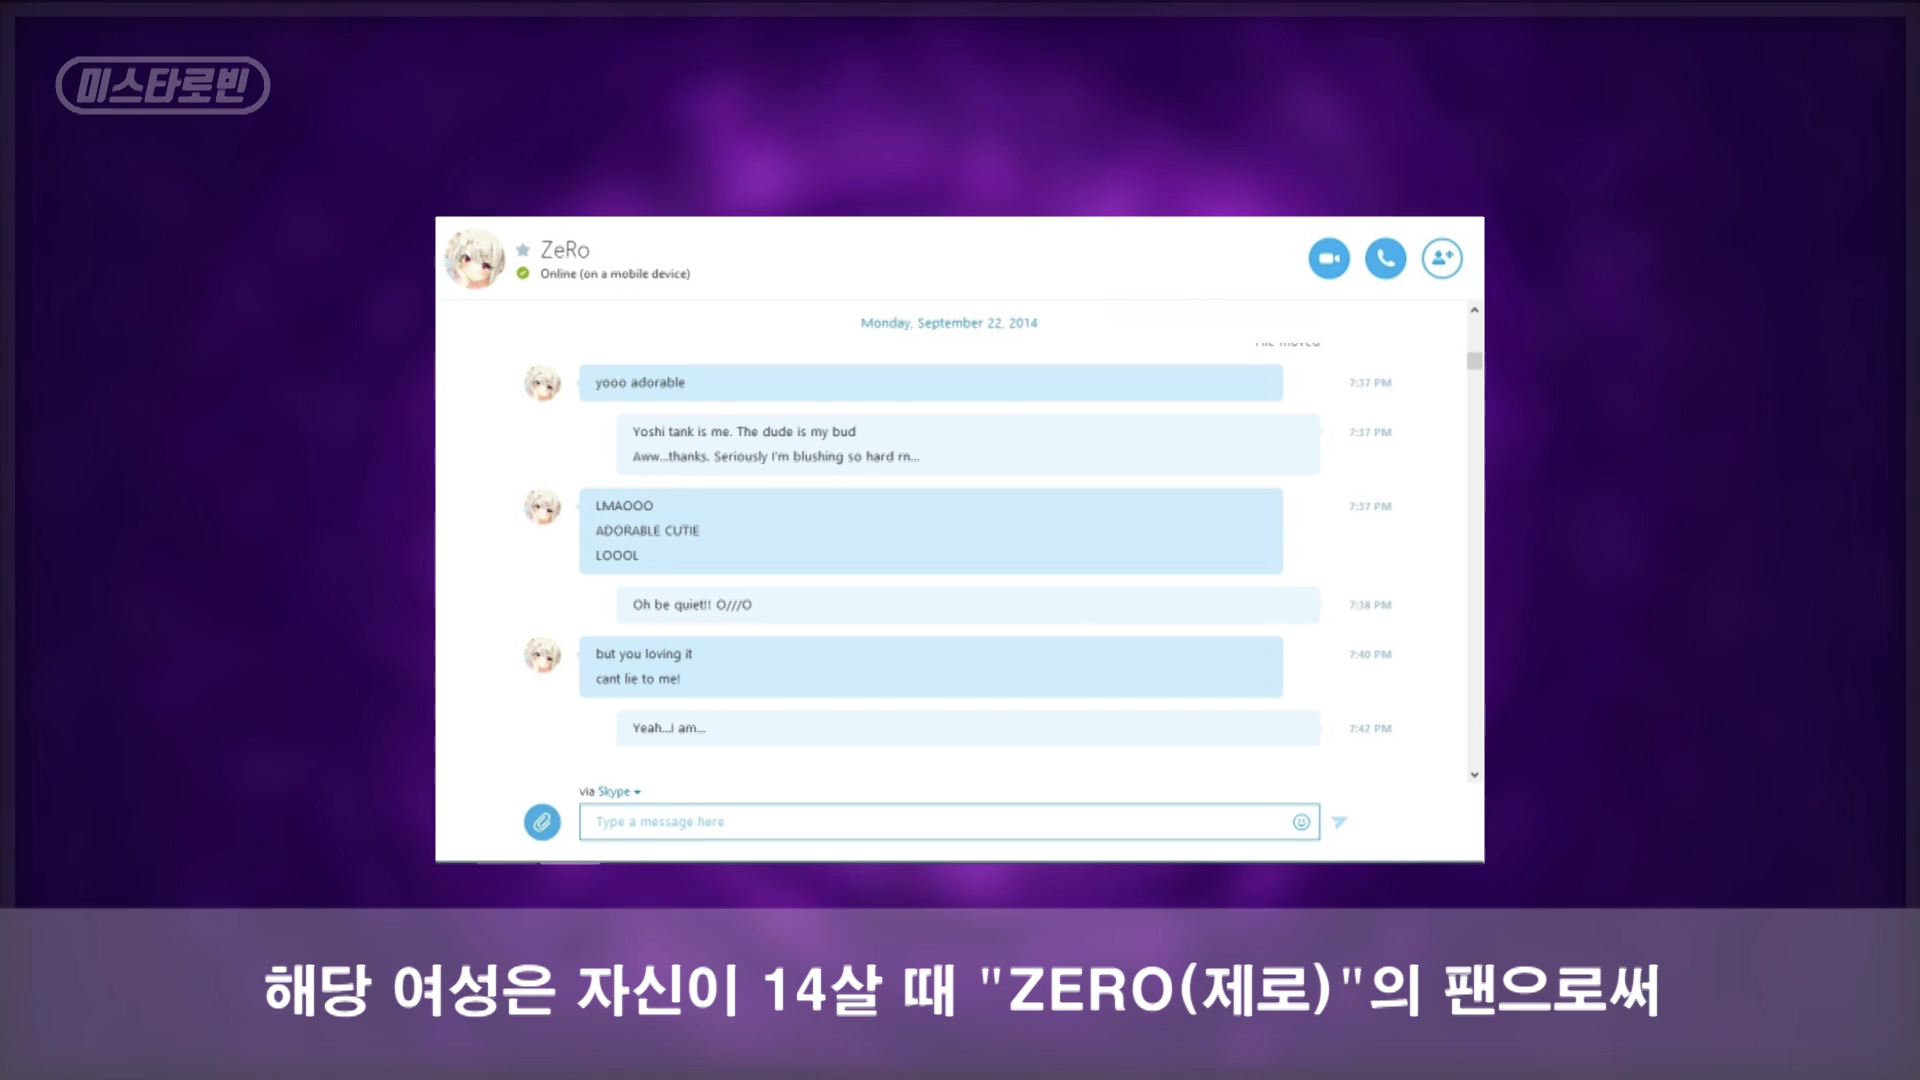 미스타로빈
ZeRo
Online (on a mobile device)
Monday, September 22, 2014
yooo adorable
7:37 PM
Yoshi tank is me. The dude is my bud
7:37 PM
Aww...thanks. Seriously I'm blushing so hard rn...
LMAOOO
7:37 PM
ADORABLE CUTIE
LOOOL
Oh be quiet!! O///O
7:38 PM
but you loving it
7:40 PM
cant lie to me!
Yeah...I am...
7:42 PM
via Skype
Type a message here
해당 여성은 자신이 14살 때 "ZERO(제로)"의 팬으로써